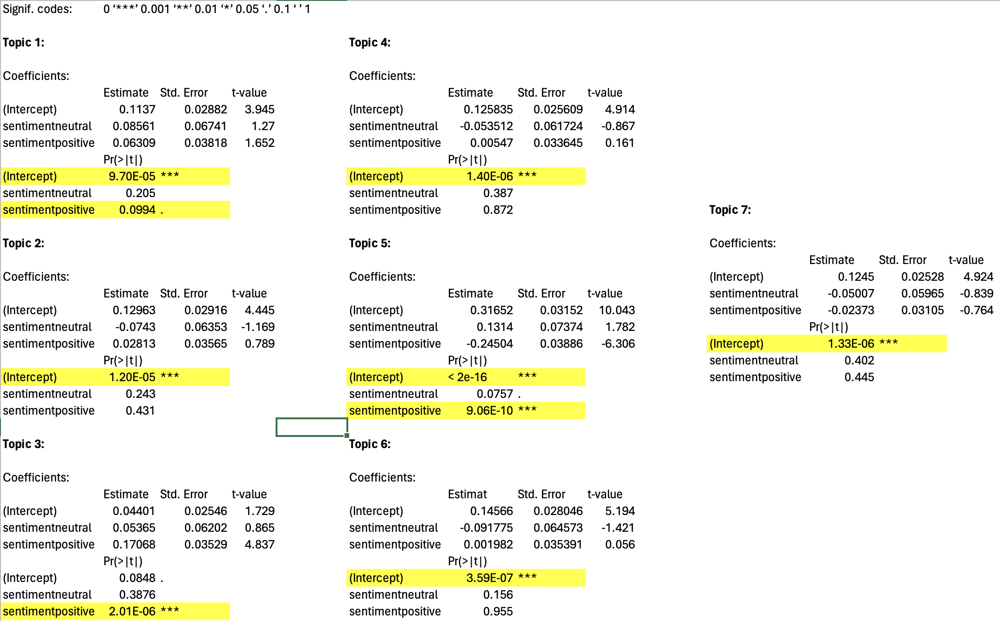 Signif. codes: 0 ‘***’ 0.001 ‘**’ 0.01 ‘*’ 0.05 ‘.’ 0.1 ‘ ’ 1
Topic 1:
Coefficients:
Estimate Std. Error t-value
(Intercept) 0.1137 0.02882 3.945
sentimentneutral 0.08561 0.06741 1.27
sentimentpositive 0.06309 0.03818 1.652
Pr(>|t|)
(Intercept) 9.70E-05 ***
sentimentneutral 0.205
sentimentpositive 0.0994 .
Topic 2:
Coefficients:
Estimate Std. Error t-value
(Intercept) 0.12963 0.02916 4.445
sentimentneutral -0.0743 0.06353 -1.169
sentimentpositive 0.02813 0.03565 0.789
Pr(>|t|)
(Intercept) 1.20E-05 ***
sentimentneutral 0.243
sentimentpositive 0.431
Topic 3:
Coefficients:
Estimate Std. Error t-value
(Intercept) 0.04401 0.02546 1.729
sentimentneutral 0.05365 0.06202 0.865
sentimentpositive 0.17068 0.03529 4.837
Pr(>|t|)
(Intercept) 0.0848 .
sentimentneutral 0.3876
sentimentpositive 2.01E-06 ***
Topic 4:
Coefficients:
Estimate Std. Error t-value
(Intercept) 0.125835 0.025609 4.914
sentimentneutral -0.053512 0.061724 -0.867
sentimentpositive 0.00547 0.033645 0.161
Pr(>|t|)
(Intercept) 1.40E-06 ***
sentimentneutral 0.387
sentimentpositive 0.872
Topic 5:
Coefficients:
Estimate Std. Error t-value
(Intercept) 0.31652 0.03152 10.043
sentimentneutral 0.1314 0.07374 1.782
sentimentpositive -0.24504 0.03886 -6.306
Pr(>|t|)
(Intercept) < 2e-16 ***
sentimentneutral 0.0757 .
sentimentpositive 9.06E-10 ***
Topic 6:
Coefficients:
Estimat Std. Error t-value
(Intercept) 0.14566 0.028046 5.194
sentimentneutral -0.091775 0.064573 -1.421
sentimentpositive 0.001982 0.035391 0.056
Pr(>|t|)
(Intercept) 3.59E-07 ***
sentimentneutral 0.156
sentimentpositive 0.955
Topic 7:
Coefficients:
Estimate Std. Error t-value
(Intercept) 0.1245 0.02528 4.924
sentimentneutral -0.05007 0.05965 -0.839
sentimentpositive -0.02373 0.03105 -0.764
Pr(>|t|)
(Intercept) 1.33E-06 ***
sentimentneutral 0.402
sentimentpositive 0.445